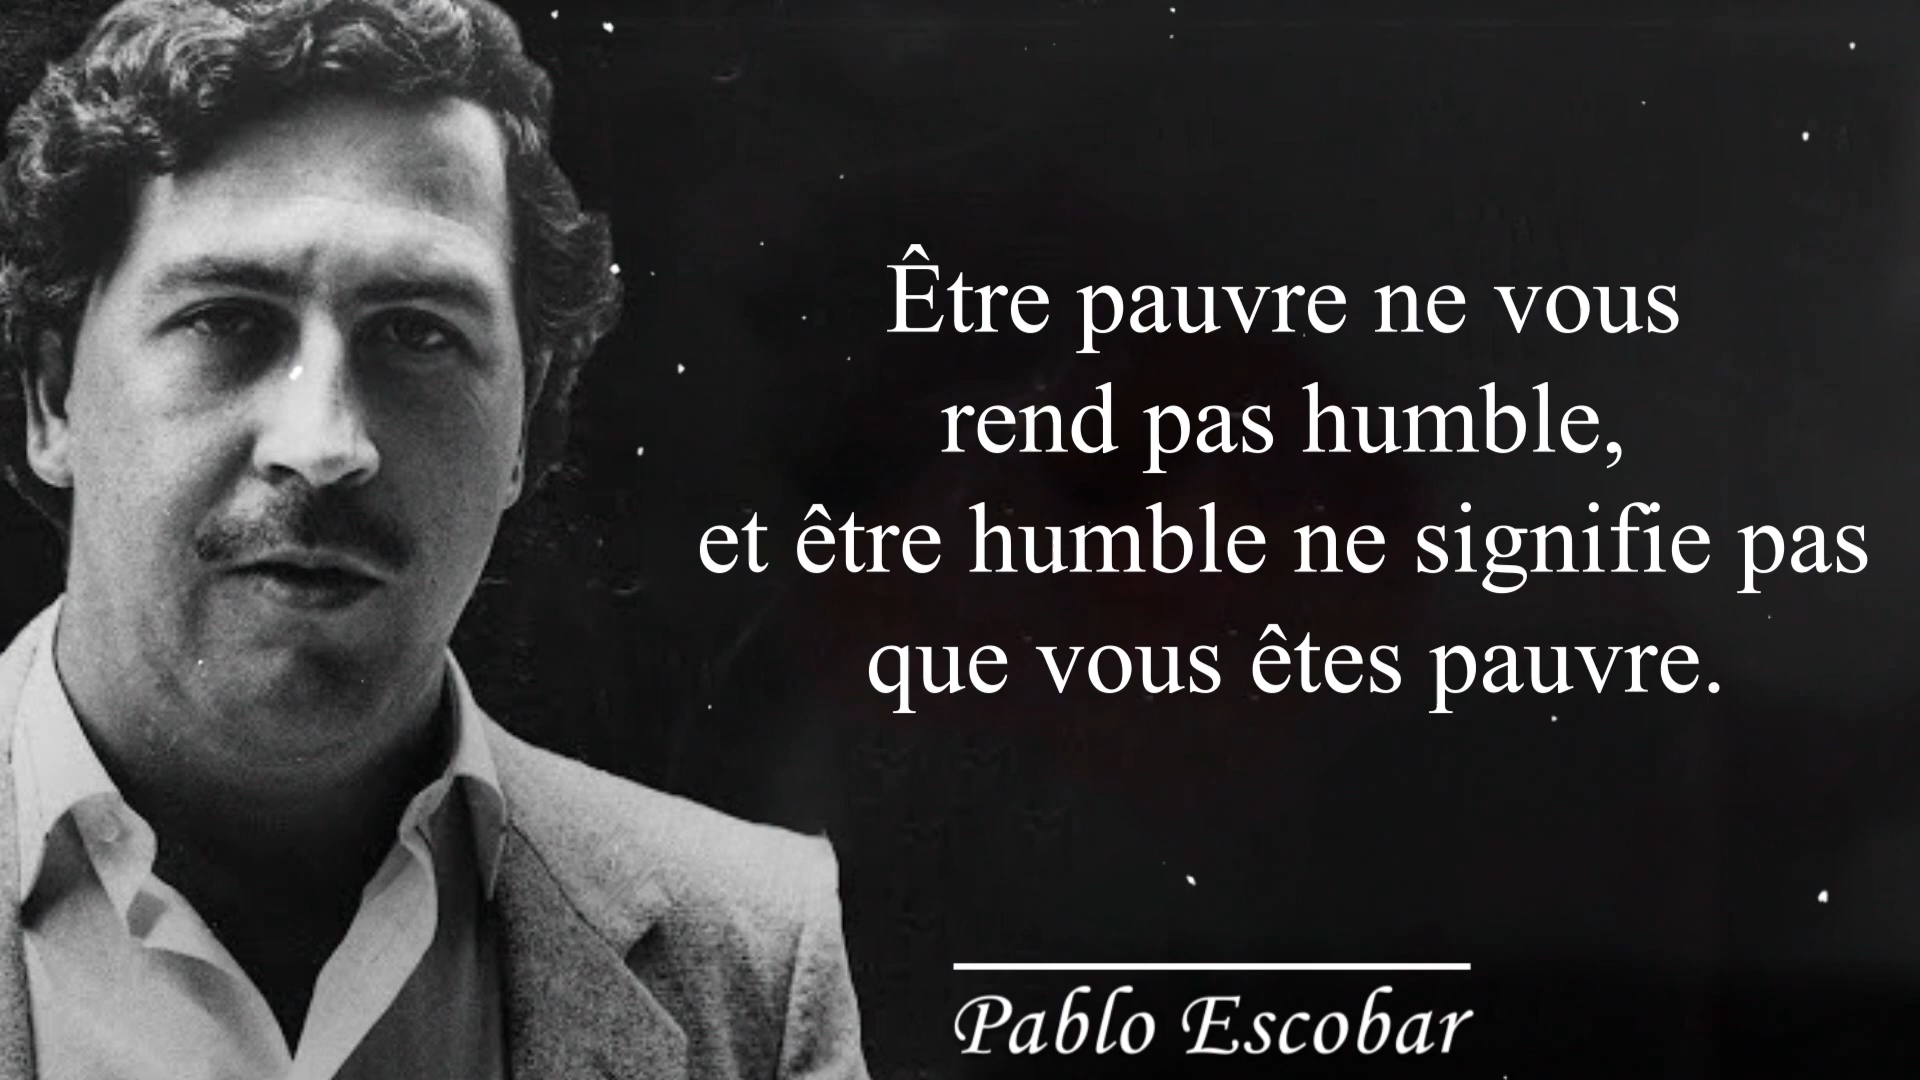 Être pauvre ne vous
rend pas humble,
et être humble ne signifie pas
que vous êtes pauvre.
Pablo Escobar